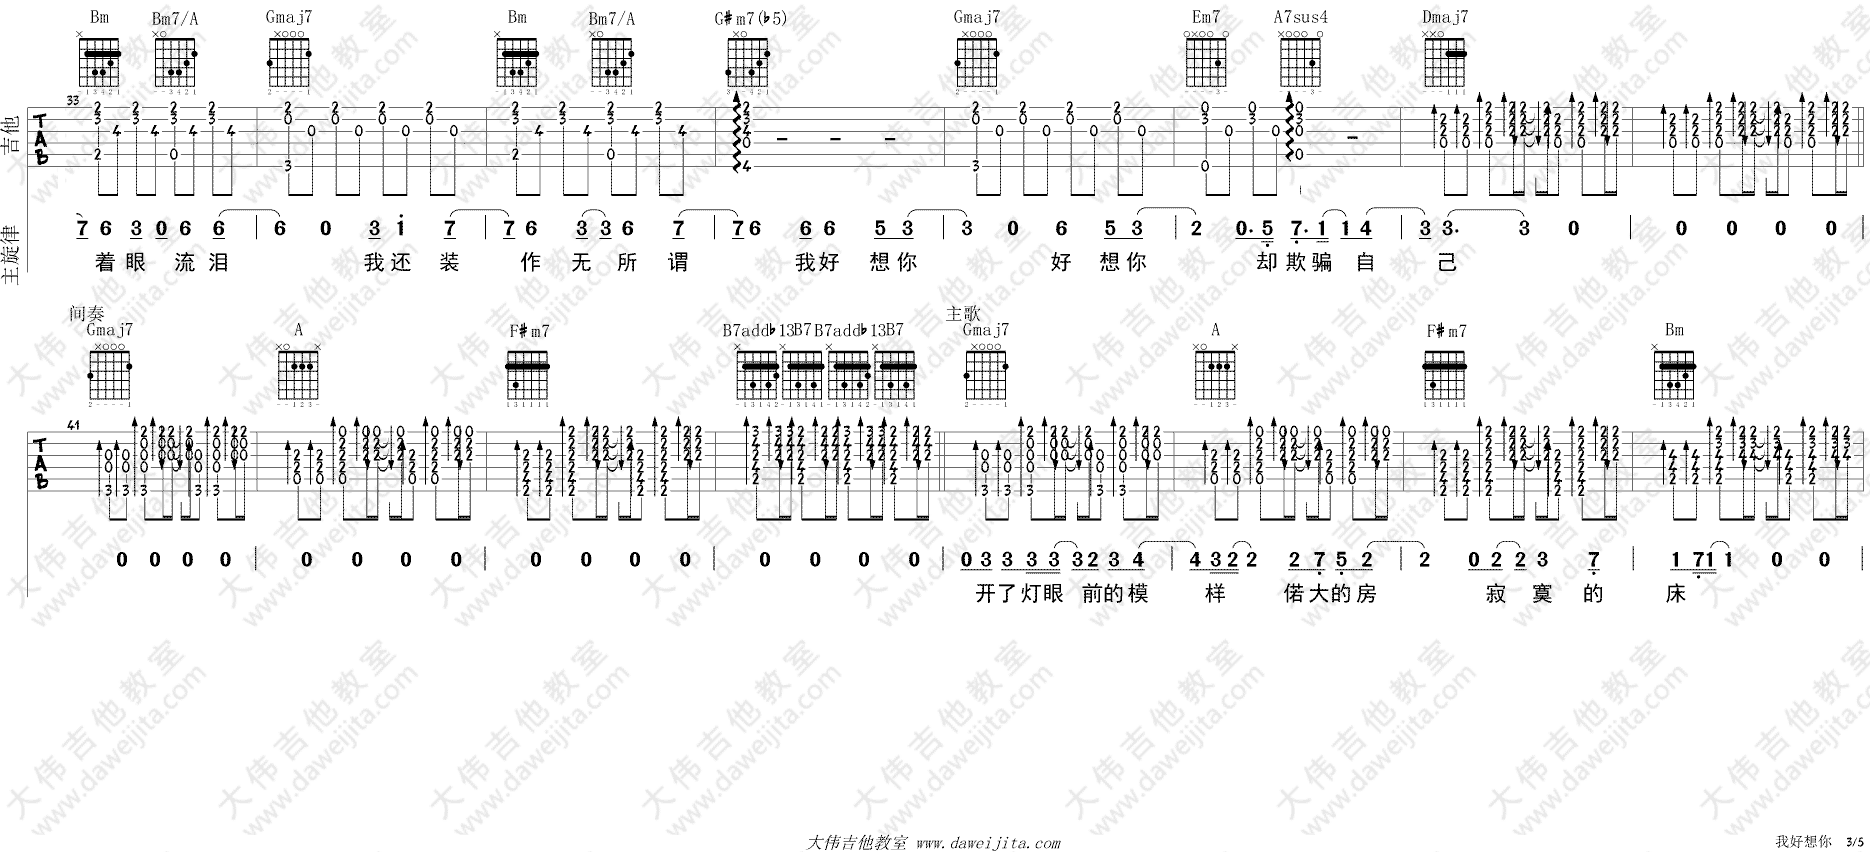 Bm Bm7/A Gmaj7 Bm Bm7/A G♯m7(♭5) Gmaj7 Em7 A7sus4 Dmaj7
33
吉他
主旋律
7 6 3 0 6 6 | 6 0 3 1 7 | 7 6 3 3 6 7 | 7 6 6 6 5 3 | 3 0 6 5 3 | 2 0. 5 7. 1 1 4 | 3 3. 3 0 | 0 0 0 0
着眼 流泪 我还装 作无所谓 我好想你 好想你 却欺骗自 己
间奏 主歌
Gmaj7 A F♯m7 B7add♭13 B7 B7add♭13 B7 Gmaj7 A F♯m7 Bm
41
0 0 0 0 | 0 0 0 0 | 0 0 0 0 | 0 0 0 0 | 0 3 3 3 3 3 2 3 4 | 4 3 2 2 2 7 5 2 | 2 0 2 2 3 7 | 1 7 1 1 0 0
开了灯眼 前的模 样 偌大的房 寂寞的 床
大伟吉他教室 www.daweijita.com
我好想你 3/5